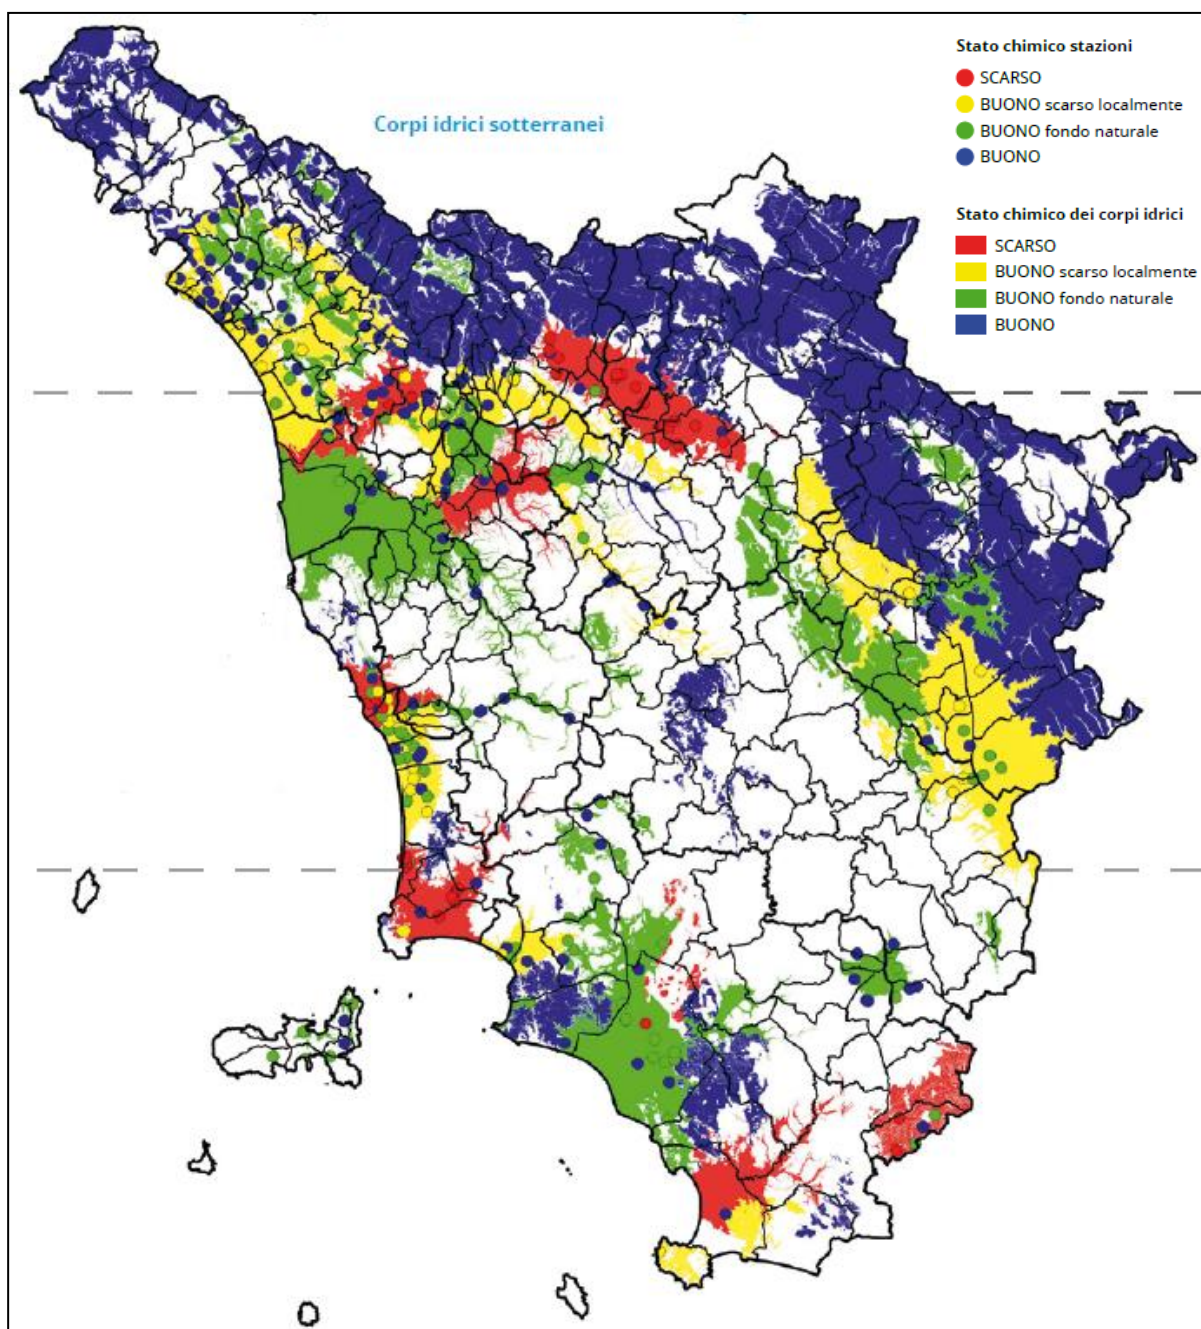 Corpi idrici sotterranei
Stato chimico stazioni
SCARSO
BUONO scarso localmente
BUONO fondo naturale
BUONO
Stato chimico dei corpi idrici
SCARSO
BUONO scarso localmente
BUONO fondo naturale
BUONO